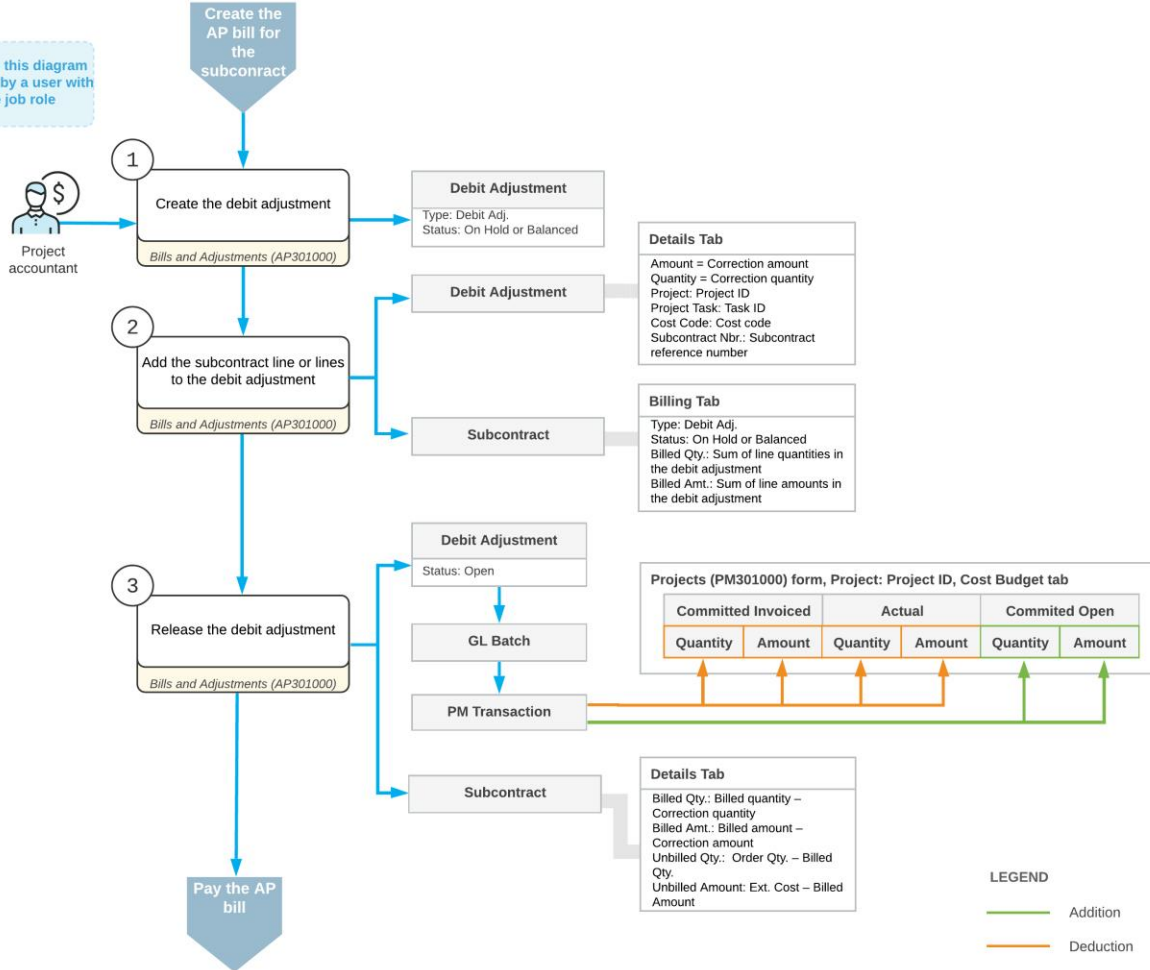 Create the
AP bill for
the
subconract
this diagram
by a user with
job role
1
Create the debit adjustment
Bills and Adjustments (AP301000)
$
Project
accountant
Debit Adjustment
Type: Debit Adj.
Status: On Hold or Balanced
2
Add the subcontract line or lines
to the debit adjustment
Bills and Adjustments (AP301000)
Debit Adjustment
Details Tab
Amount = Correction amount
Quantity = Correction quantity
Project: Project ID
Project Task: Task ID
Cost Code: Cost code
Subcontract Nbr.: Subcontract
reference number
Subcontract
Billing Tab
Type: Debit Adj.
Status: On Hold or Balanced
Billed Qty.: Sum of line quantities in
the debit adjustment
Billed Amt.: Sum of line amounts in
the debit adjustment
3
Release the debit adjustment
Bills and Adjustments (AP301000)
Debit Adjustment
Status: Open
GL Batch
PM Transaction
Projects (PM301000) form, Project: Project ID, Cost Budget tab
Committed Invoiced Actual Commited Open
Quantity Amount Quantity Amount Quantity Amount
Subcontract
Details Tab
Billed Qty.: Billed quantity –
Correction quantity
Billed Amt.: Billed amount –
Correction amount
Unbilled Qty.: Order Qty. – Billed
Qty.
Unbilled Amount: Ext. Cost – Billed
Amount
Pay the AP
bill
LEGEND
Addition
Deduction